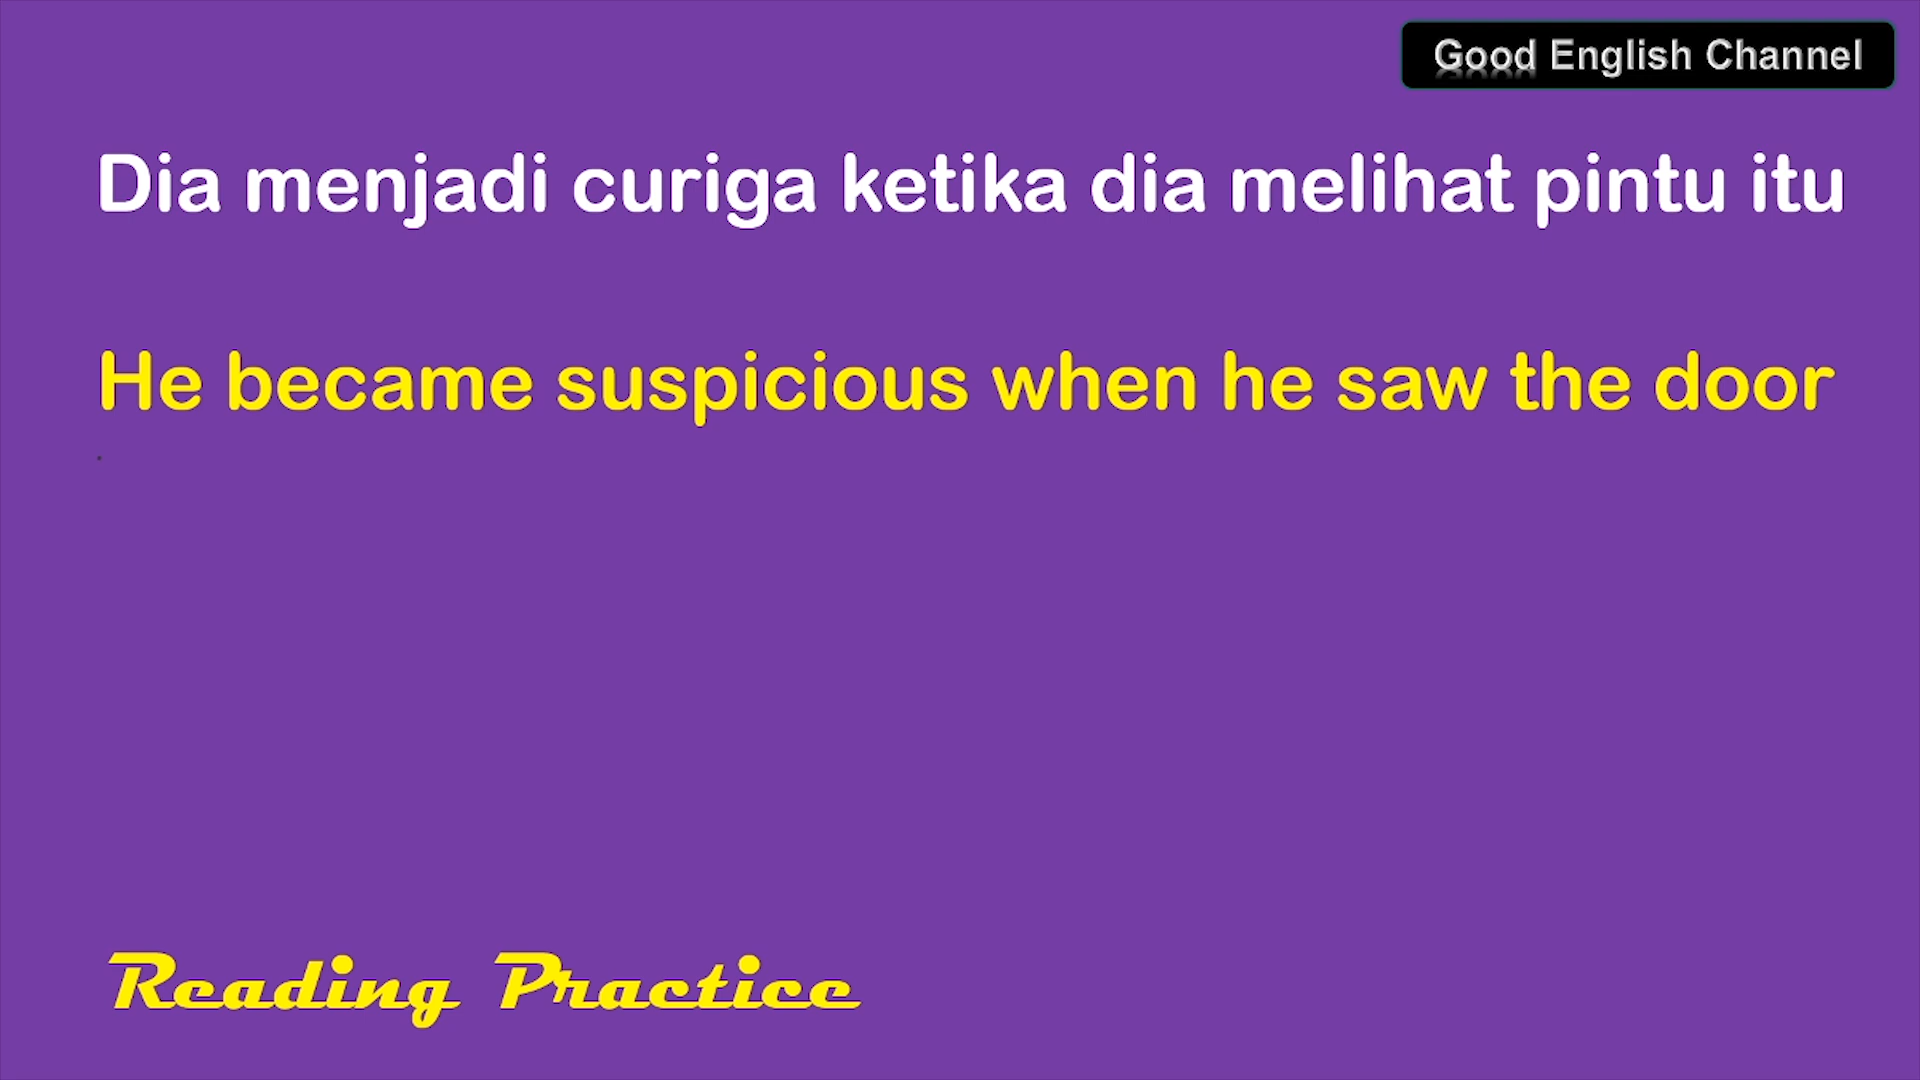 Good English Channel
Dia menjadi curiga ketika dia melihat pintu itu
He became suspicious when he saw the door
.
Reading Practice